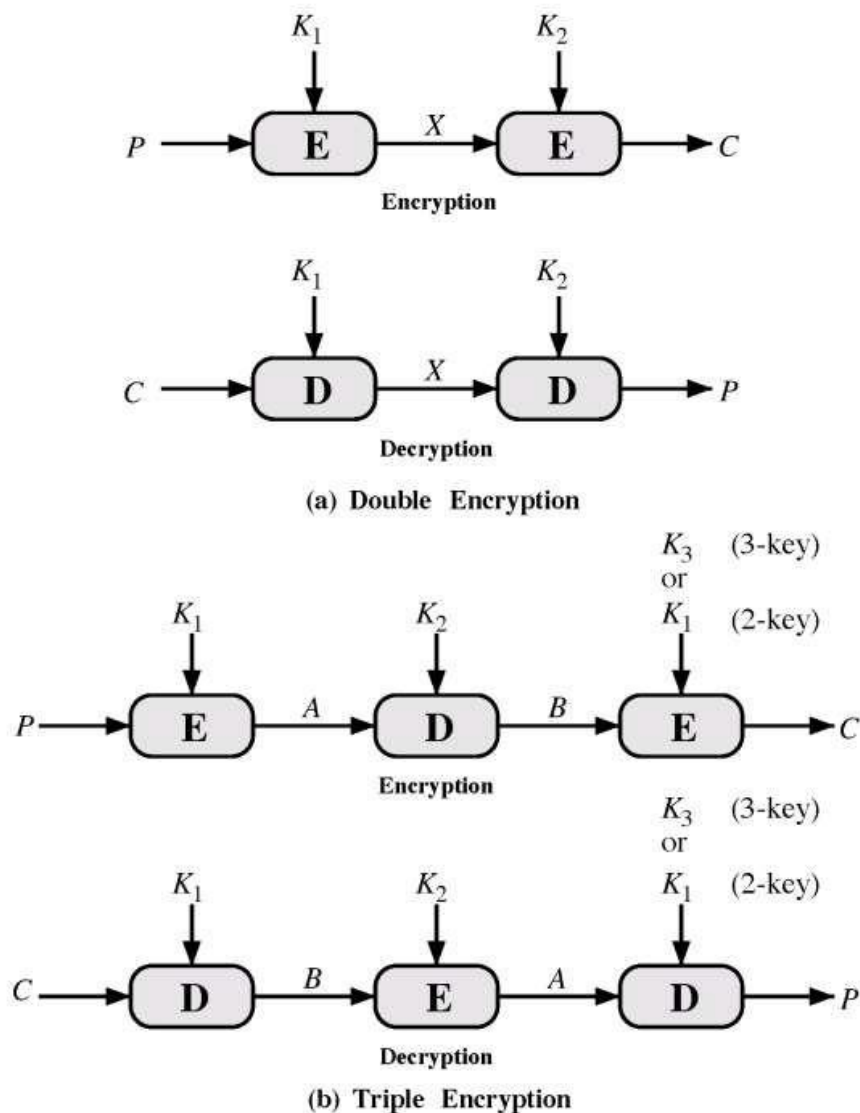 K1 K2
P E X E C
Encryption
K1 K2
C D X D P
Decryption
(a) Double Encryption
K3 (3-key)
or
K1 K2 K1 (2-key)
P E A D B E C
Encryption
K3 (3-key)
or
K1 K2 K1 (2-key)
C D B E A D P
Decryption
(b) Triple Encryption